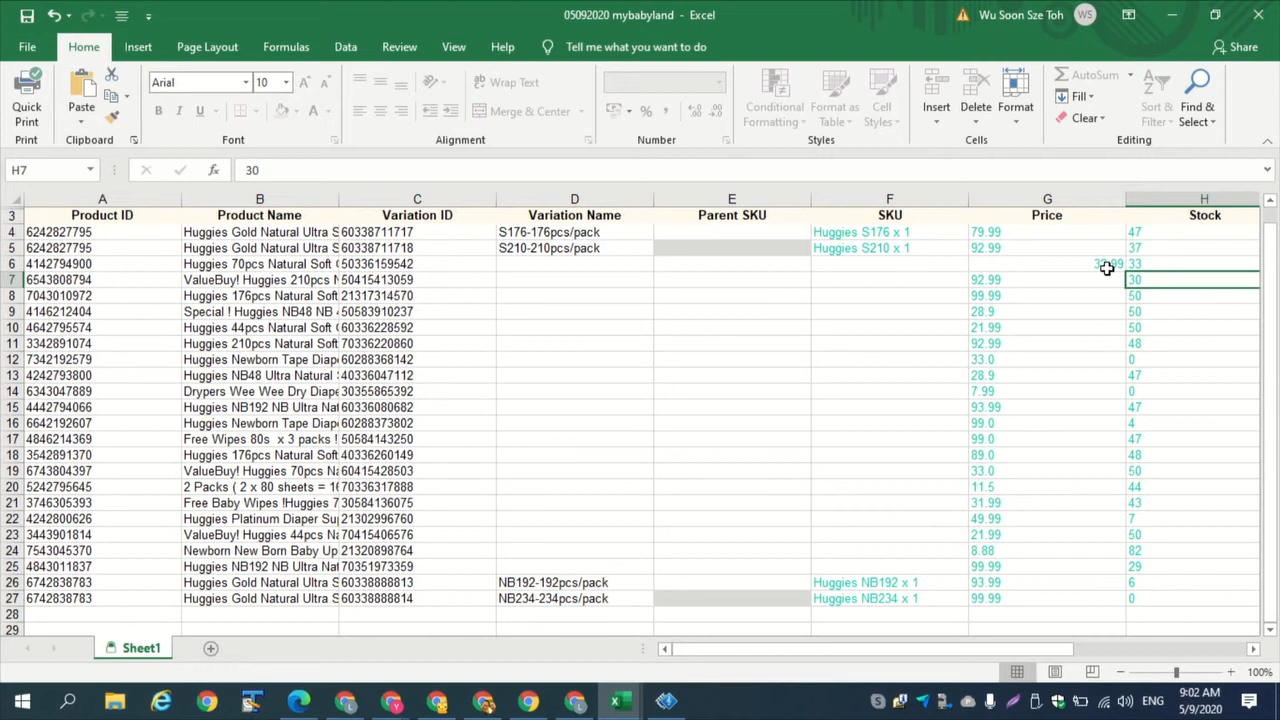 05092020 mybabyland - Excel
Wu Soon Sze Toh WS
File Home Insert Page Layout Formulas Data Review View Help Tell me what you want to do Share
Quick Print
Paste
Arial 10
Wrap Text
Merge & Center
Conditional Formatting
Format as Table
Cell Styles
Insert Delete Format
AutoSum
Fill
Clear
Sort & Filter
Find & Select
Print Clipboard Font Alignment Number Styles Cells Editing
H7 fx 30
A B C D E F G H
3 Product ID Product Name Variation ID Variation Name Parent SKU SKU Price Stock
4 6242827795 Huggies Gold Natural Ultra S 60338711717 S176-176pcs/pack Huggies S176 x 1 79.99 47
5 6242827795 Huggies Gold Natural Ultra S 60338711718 S210-210pcs/pack Huggies S210 x 1 92.99 37
6 4142794900 Huggies 70pcs Natural Soft 50336159542 33
7 6543808794 ValueBuy! Huggies 210pc 50415413059 92.99 30
8 7043010972 Huggies 176pcs Natural Soft 21317314570 99.99 50
9 4146212404 Special ! Huggies NB48 NB 50583910237 28.9 50
10 4642795574 Huggies 44pcs Natural Soft 60336228592 21.99 50
11 3342891074 Huggies 210pcs Natural Soft 70336220860 92.99 48
12 7342192579 Huggies Newborn Tape Diape 60288368142 33.0 0
13 4242793800 Huggies NB48 Ultra Natural 40336047112 28.9 47
14 6343047889 Drypers Wee Wee Dry Diape 30355865392 7.99 0
15 4442794066 Huggies NB192 NB Ultra Nat 60336080682 93.99 47
16 6642192607 Huggies Newborn Tape Diape 60288373802 99.0 4
17 4846214369 Free Wipes 80s x 3 packs ! 50584143250 99.0 47
18 3542891370 Huggies 176pcs Natural Soft 40336260149 89.0 48
19 6743804397 ValueBuy! Huggies 70pcs N 60415428503 33.0 50
20 5242795645 2 Packs ( 2 x 80 sheets = 16 70336317888 11.5 44
21 3746305393 Free Baby Wipes !Huggies 7 30584136075 31.99 43
22 4242800626 Huggies Platinum Diaper Su 21302996760 49.99 7
23 3443901814 ValueBuy! Huggies 44pcs N 70415406576 21.99 50
24 7543045370 Newborn New Born Baby Up 21320898764 8.88 82
25 4843011837 Huggies NB192 NB Ultra Nat 70351973359 99.99 29
26 6742838783 Huggies Gold Natural Ultra S 60338888813 NB192-192pcs/pack Huggies NB192 x 1 93.99 6
27 6742838783 Huggies Gold Natural Ultra S 60338888814 NB234-234pcs/pack Huggies NB234 x 1 99.99 0
28
29
Sheet1
100%
ENG 9:02 AM
5/9/2020